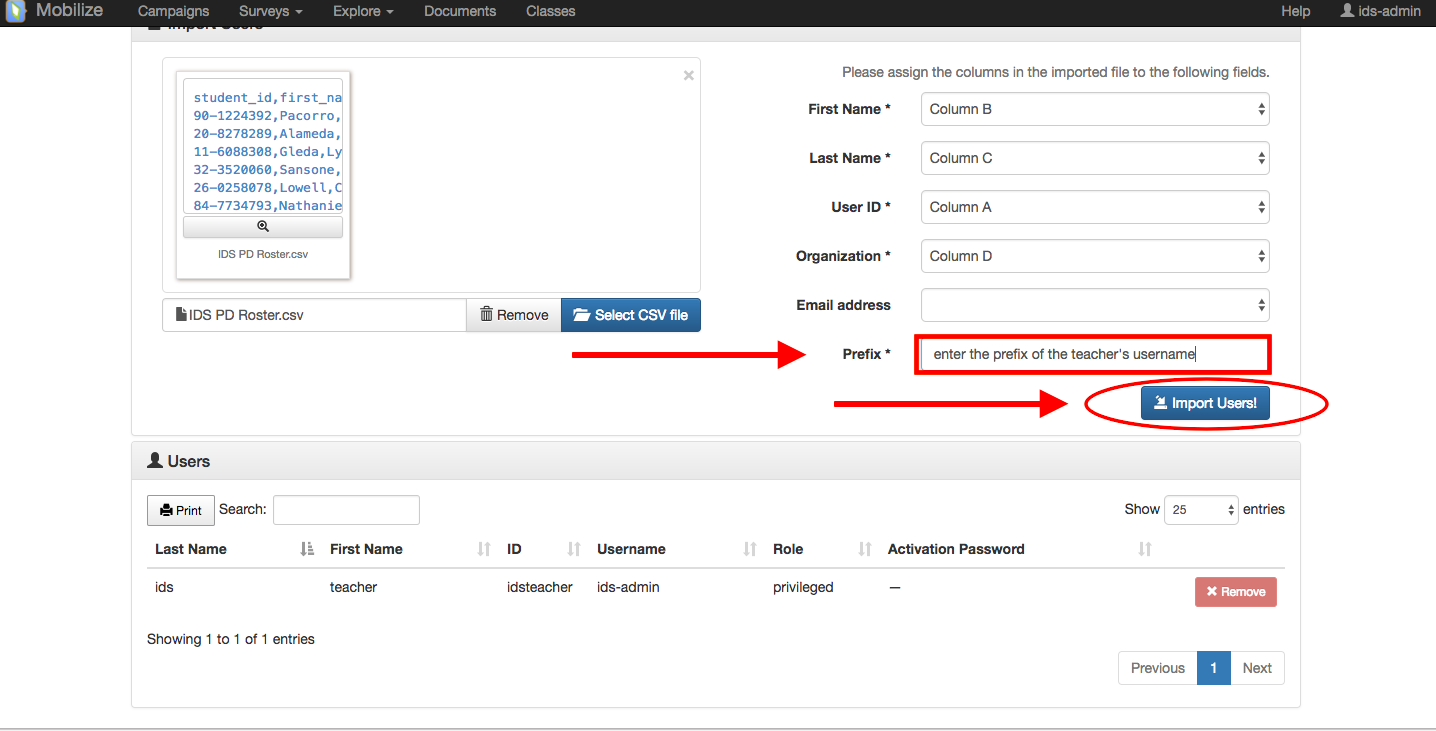 Mobilize Campaigns Surveys Explore Documents Classes Help ids-admin
Import Users
student_id,first_na
90-1224392,Pacorro,
20-8278289,Alameda,
11-6088308,Gleda,Ly
32-3520060,Sansone,
26-0258078,Lowell,C
84-7734793,Nathanie
IDS PD Roster.csv
IDS PD Roster.csv Remove Select CSV file
Please assign the columns in the imported file to the following fields.
First Name * Column B
Last Name * Column C
User ID * Column A
Organization * Column D
Email address
Prefix * enter the prefix of the teacher's username
Import Users!
Users
Print Search: Show 25 entries
Last Name First Name ID Username Role Activation Password
ids teacher idsteacher ids-admin privileged — Remove
Showing 1 to 1 of 1 entries
Previous 1 Next